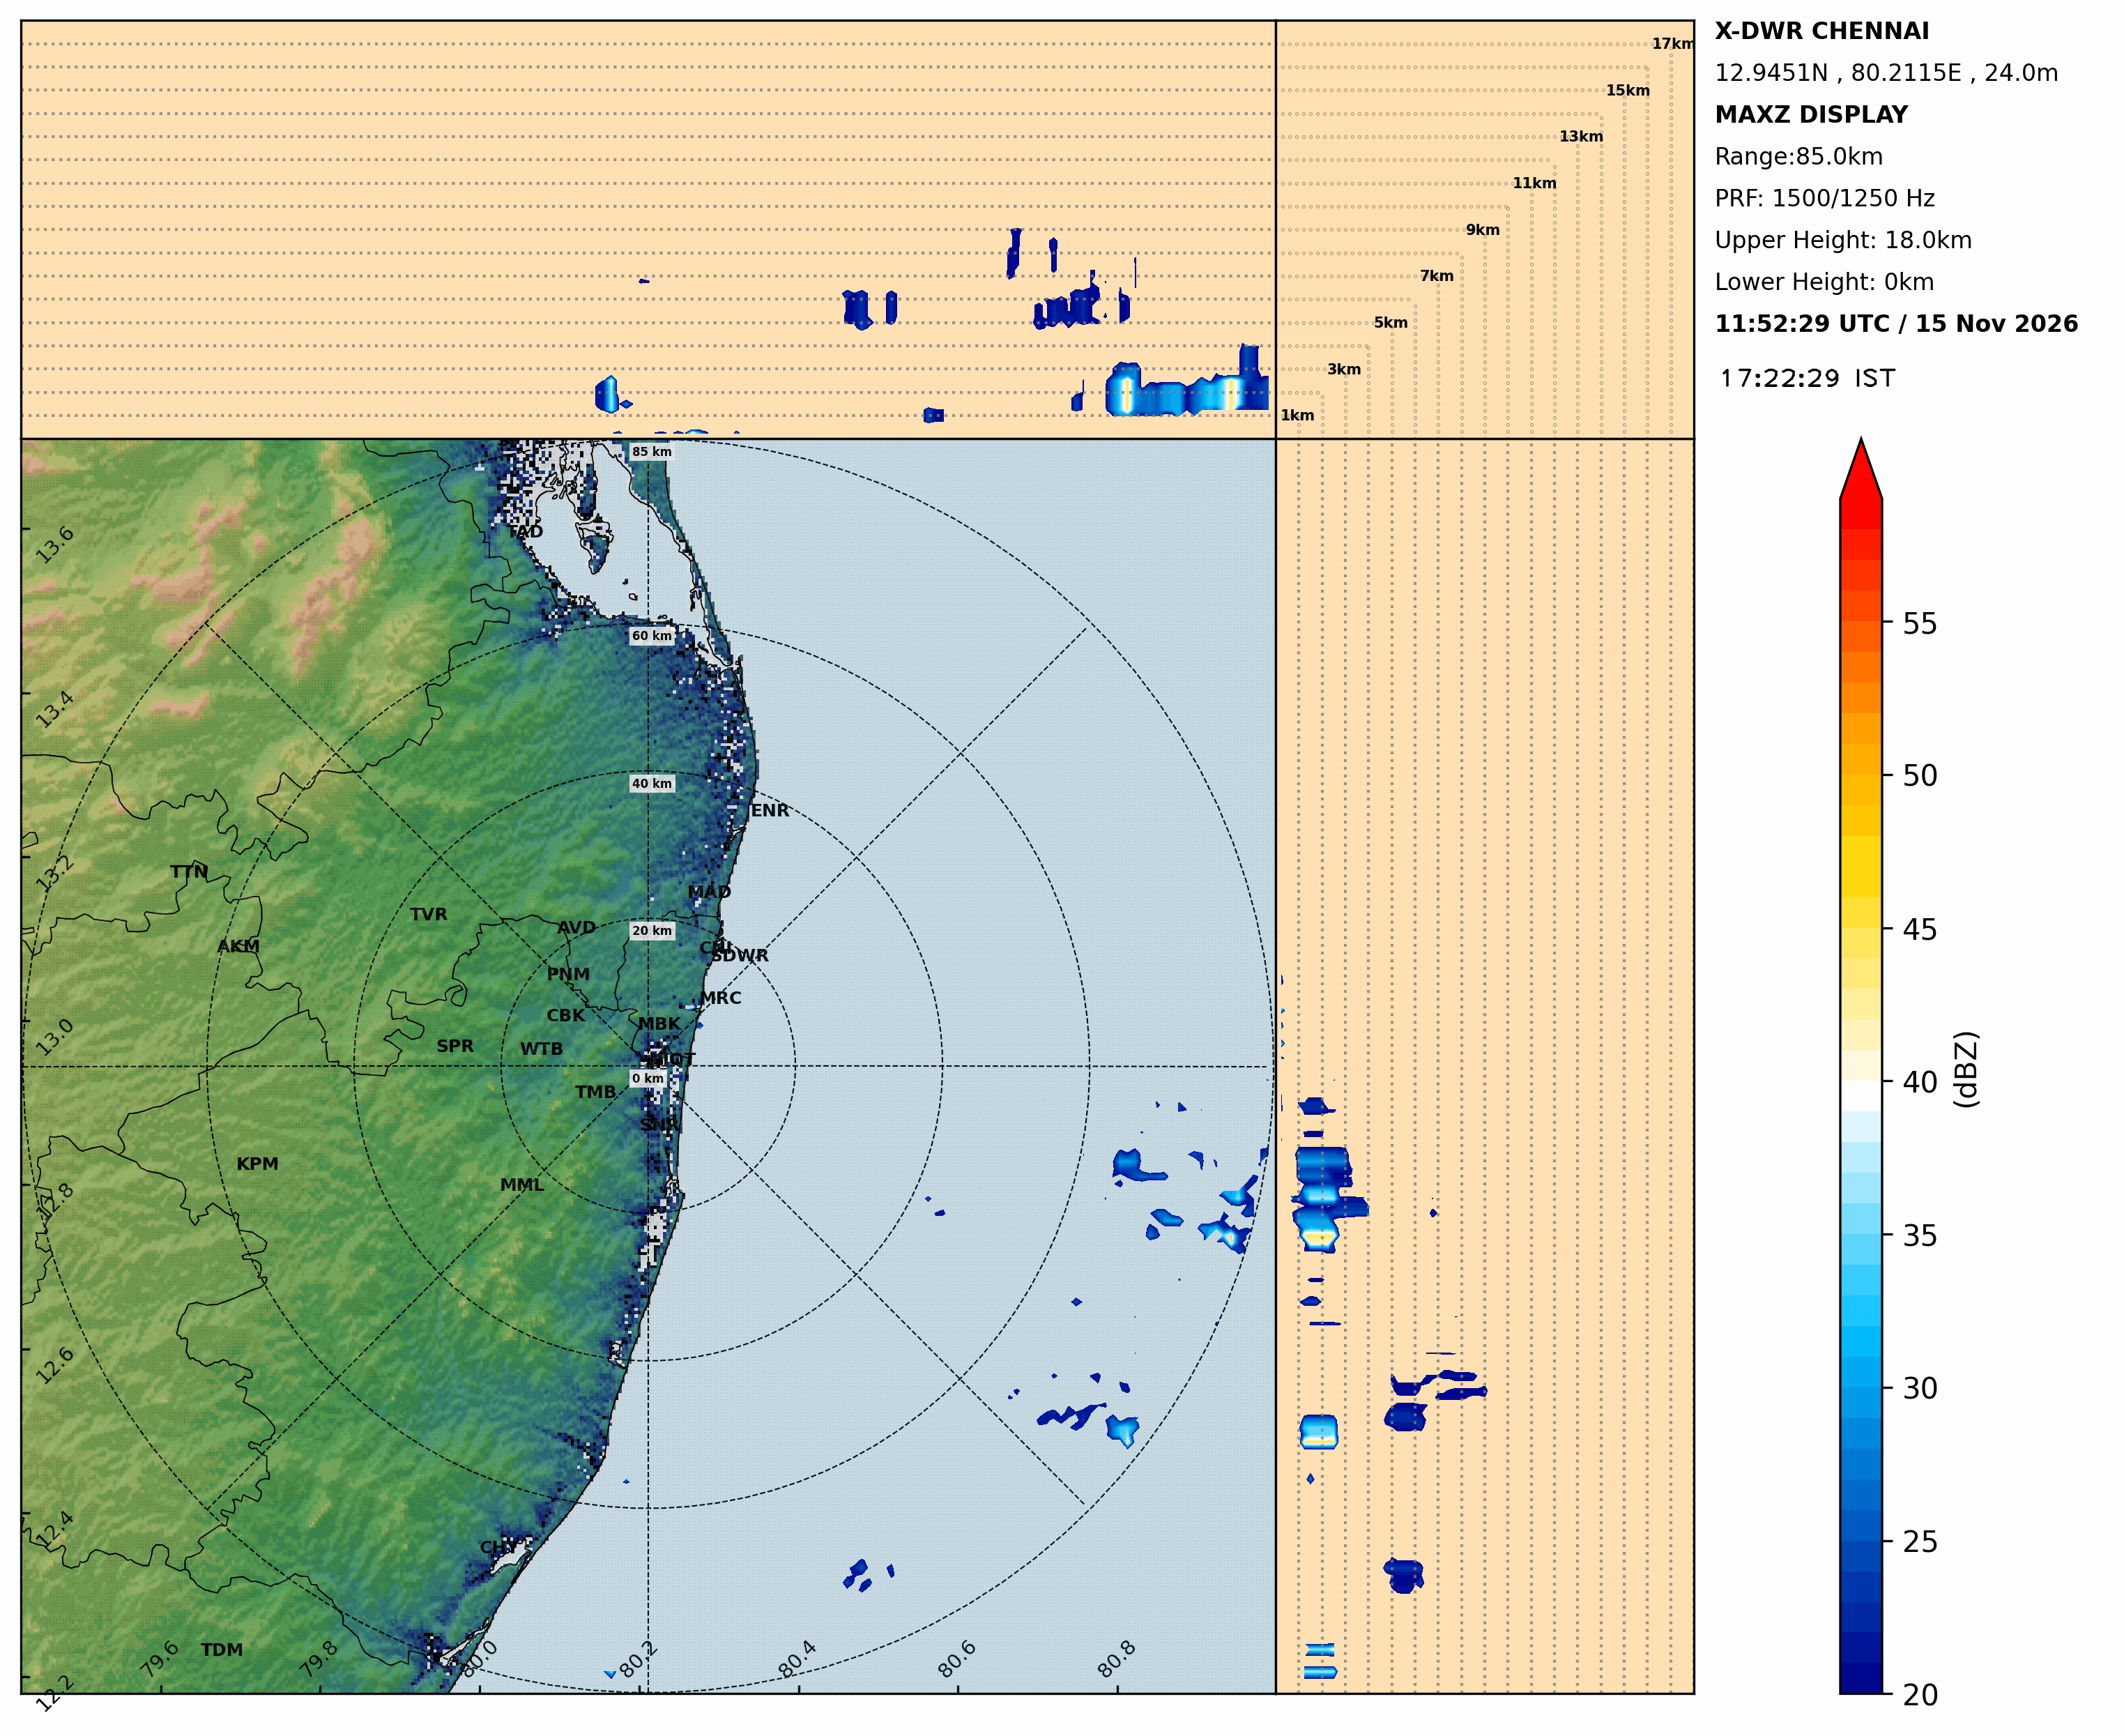 X-DWR CHENNAI
12.9451N , 80.2115E , 24.0m
MAXZ DISPLAY
Range:85.0km
PRF: 1500/1250 Hz
Upper Height: 18.0km
Lower Height: 0km
11:52:29 UTC / 15 Nov 2026
17:22:29 IST
17km
15km
13km
11km
9km
7km
5km
3km
1km
85 km
60 km
40 km
20 km
0 km
TAD
ENR
MAD
TTN
TVR
AVD
AKM
SDWR
PNM
MRC
CBK
MBK
SPR
WTB
TMB
SNR
KPM
MML
CHY
TDM
13.6
13.4
13.2
13.0
12.8
12.6
12.4
12.2
79.6
79.8
80.0
80.2
80.4
80.6
80.8
55
50
45
40
35
30
25
20
(dBZ)